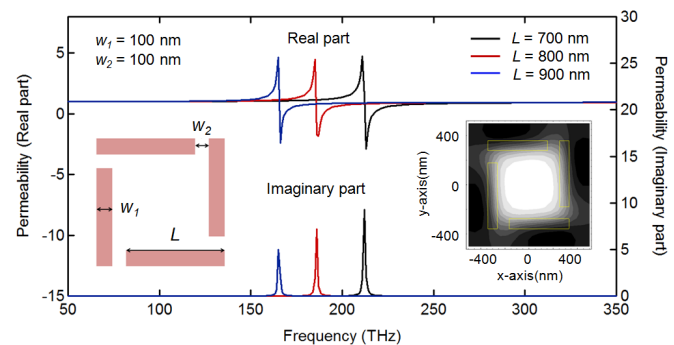 w1 = 100 nm
w2 = 100 nm
Real part
L = 700 nm
L = 800 nm
L = 900 nm
Imaginary part
w2
w1
L
Permeability (Real part)
5
0
-5
-10
-15
Permeability (Imaginary part)
30
25
20
15
10
5
0
50
100
150
200
250
300
350
Frequency (THz)
y-axis(nm)
400
0
-400
-400
0
400
x-axis(nm)